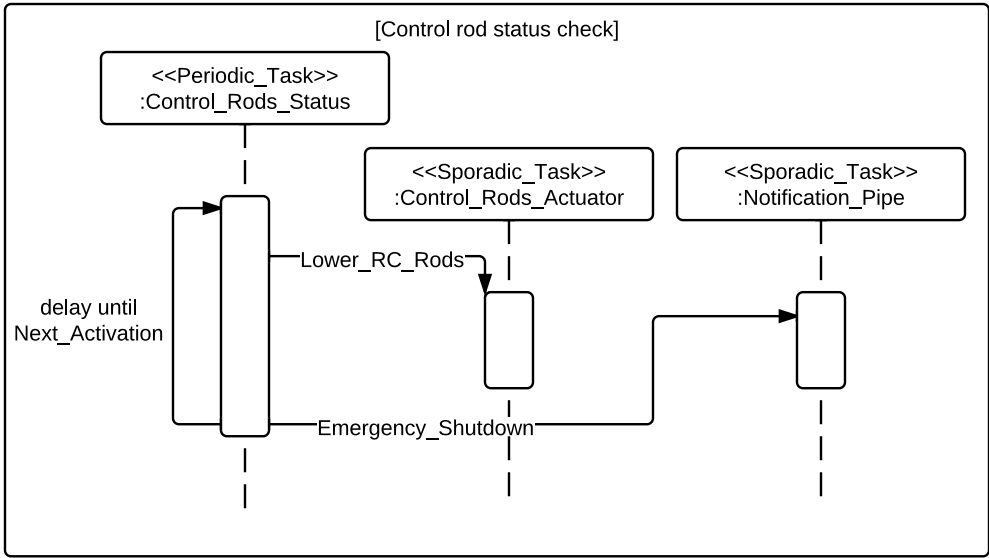 [Control rod status check]
<<Periodic_Task>>
:Control_Rods_Status
<<Sporadic_Task>>
:Control_Rods_Actuator
<<Sporadic_Task>>
:Notification_Pipe
Lower_RC_Rods
delay until
Next_Activation
Emergency_Shutdown